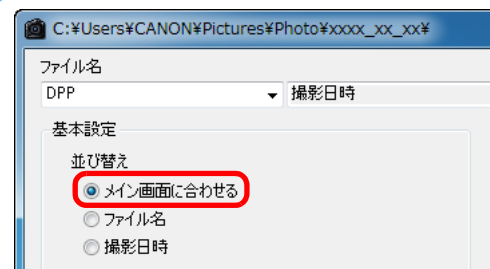 C:¥Users¥CANON¥Pictures¥Photo¥xxxx_xx_xx¥
ファイル名
DPP 撮影日時
基本設定
並び替え
メイン画面に合わせる
ファイル名
撮影日時